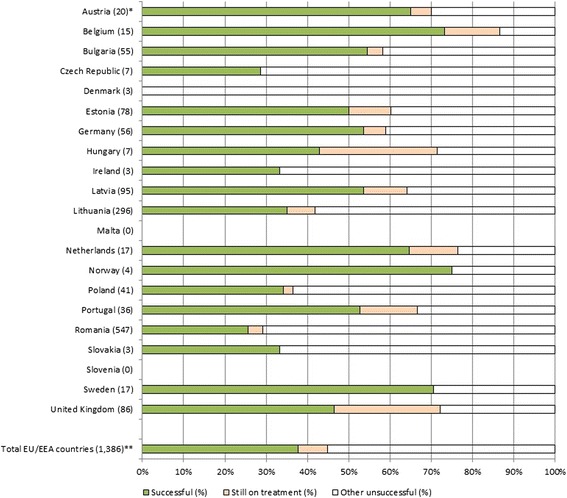 Austria (20)*
Belgium (15)
Bulgaria (55)
Czech Republic (7)
Denmark (3)
Estonia (78)
Germany (56)
Hungary (7)
Ireland (3)
Latvia (95)
Lithuania (296)
Malta (0)
Netherlands (17)
Norway (4)
Poland (41)
Portugal (36)
Romania (547)
Slovakia (3)
Slovenia (0)
Sweden (17)
United Kingdom (86)
Total EU/EEA countries (1,386)**
0% 10% 20% 30% 40% 50% 60% 70% 80% 90% 100%
Successful (%) Still on treatment (%) Other unsuccessful (%)